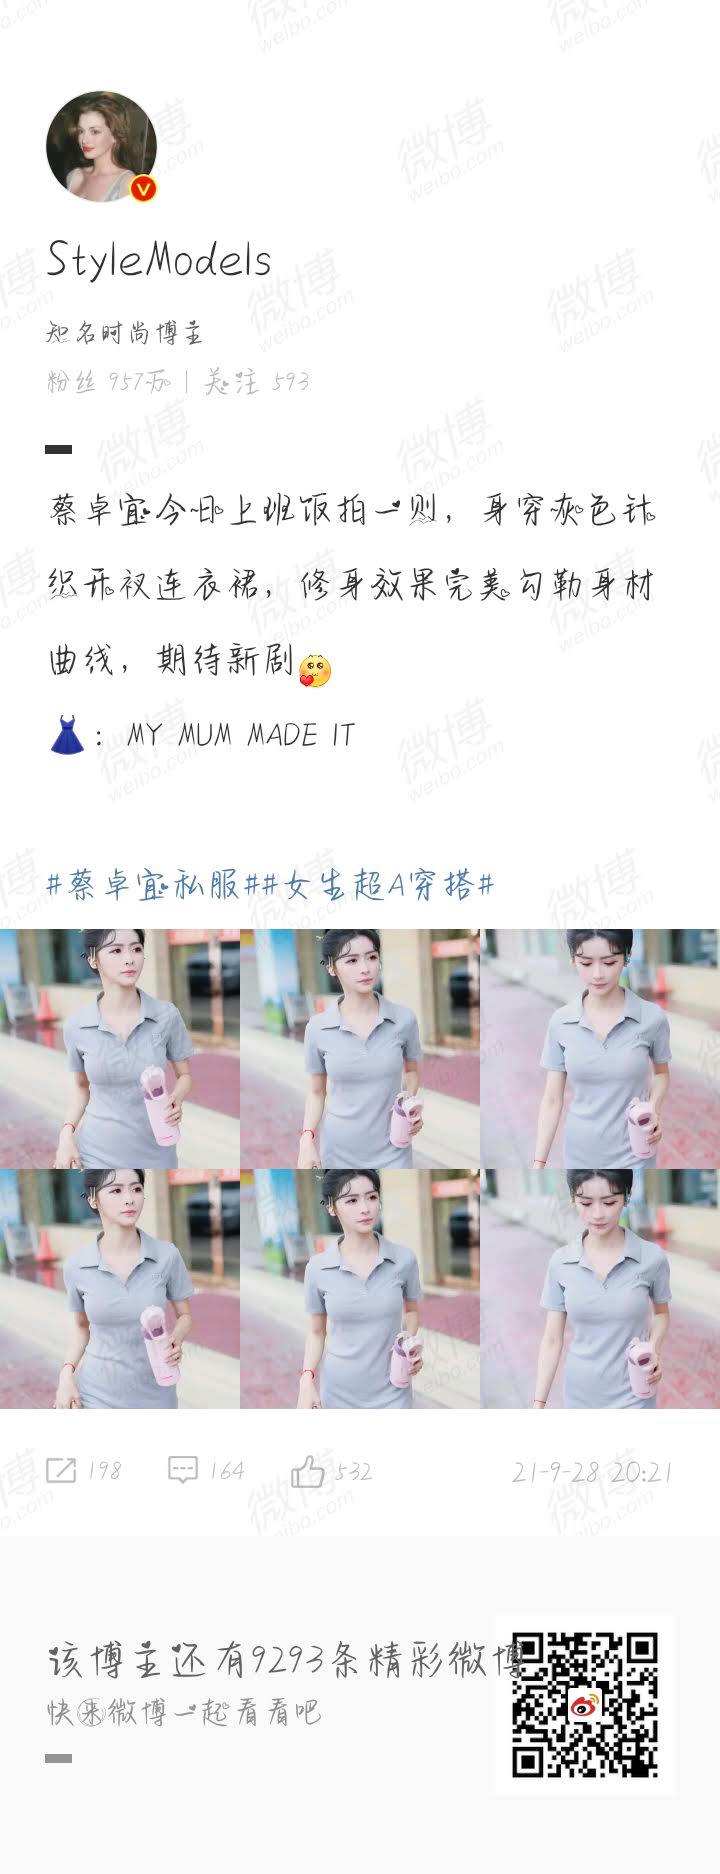 StyleModels
知名时尚博主
粉丝 957万 | 关注 593
蔡卓宜今日上班饭拍一则，身穿灰色针
织开衩连衣裙，修身效果完美勾勒身材
曲线，期待新剧
：MY MUM MADE IT
#蔡卓宜私服##女生超A穿搭#
198 164 532 21-9-28 20:21
该博主还有9293条精彩微博
快来微博一起看看吧
微博
weibo.com